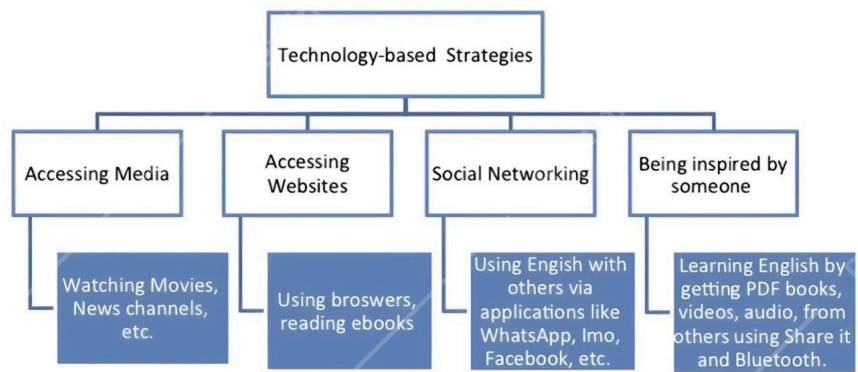 Technology-based Strategies
Accessing Media
Accessing
Websites
Social Networking
Being inspired by
someone
Watching Movies,
News channels,
etc.
Using broswers,
reading ebooks
Using Engish with
others via
applications like
WhatsApp, Imo,
Facebook, etc.
Learning English by
getting PDF books,
videos, audio, from
others using Share it
and Bluetooth.